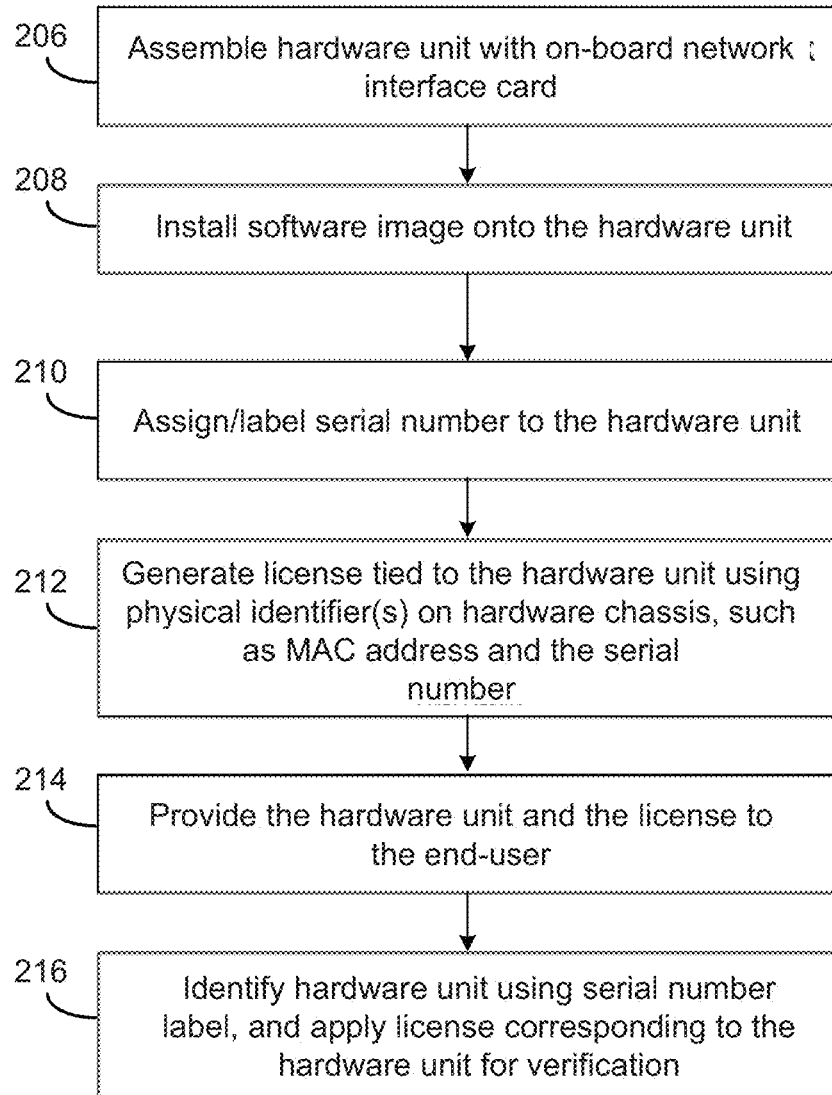 206
Assemble hardware unit with on-board network
interface card
208
Install software image onto the hardware unit
210
Assign/label serial number to the hardware unit
212
Generate license tied to the hardware unit using
physical identifier(s) on hardware chassis, such
as MAC address and the serial
number
214
Provide the hardware unit and the license to
the end-user
216
Identify hardware unit using serial number
label, and apply license corresponding to the
hardware unit for verification